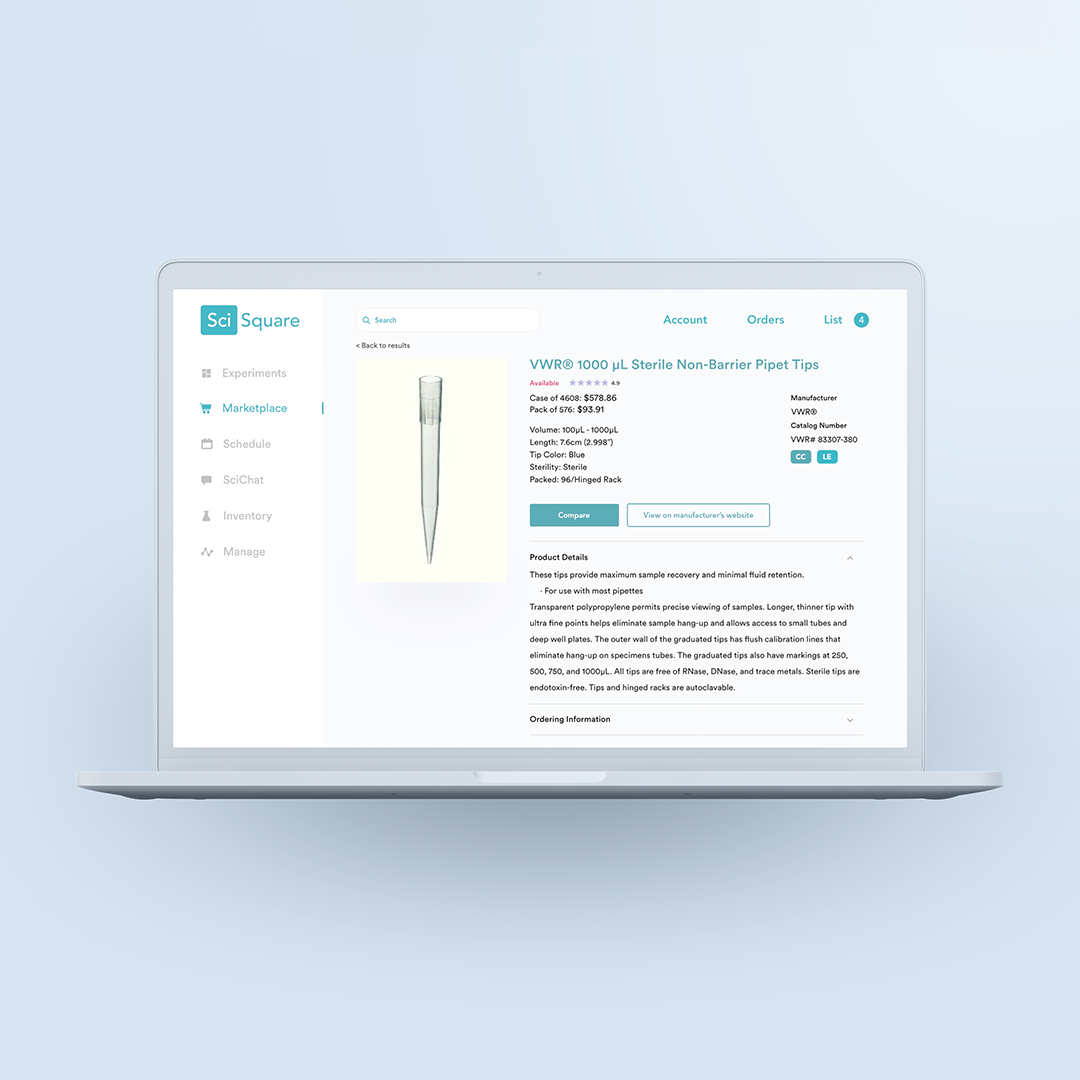 Sci Square
Search
Account
Orders
List 4
< Back to results
Experiments
Marketplace
Schedule
SciChat
Inventory
Manage
VWR® 1000 µL Sterile Non-Barrier Pipet Tips
Available ★★★★★ 4.9
Case of 4608: $578.86
Pack of 576: $93.91
Volume: 100µL - 1000µL
Length: 7.6cm (2.998")
Tip Color: Blue
Sterility: Sterile
Packed: 96/Hinged Rack
Manufacturer
VWR®
Catalog Number
VWR# 83307-380
CC LE
Compare
View on manufacturer's website
Product Details
These tips provide maximum sample recovery and minimal fluid retention.
· For use with most pipettes
Transparent polypropylene permits precise viewing of samples. Longer, thinner tip with
ultra fine points helps eliminate sample hang-up and allows access to small tubes and
deep well plates. The outer wall of the graduated tips has flush calibration lines that
eliminate hang-up on specimens tubes. The graduated tips also have markings at 250,
500, 750, and 1000µL. All tips are free of RNase, DNase, and trace metals. Sterile tips are
endotoxin-free. Tips and hinged racks are autoclavable.
Ordering Information